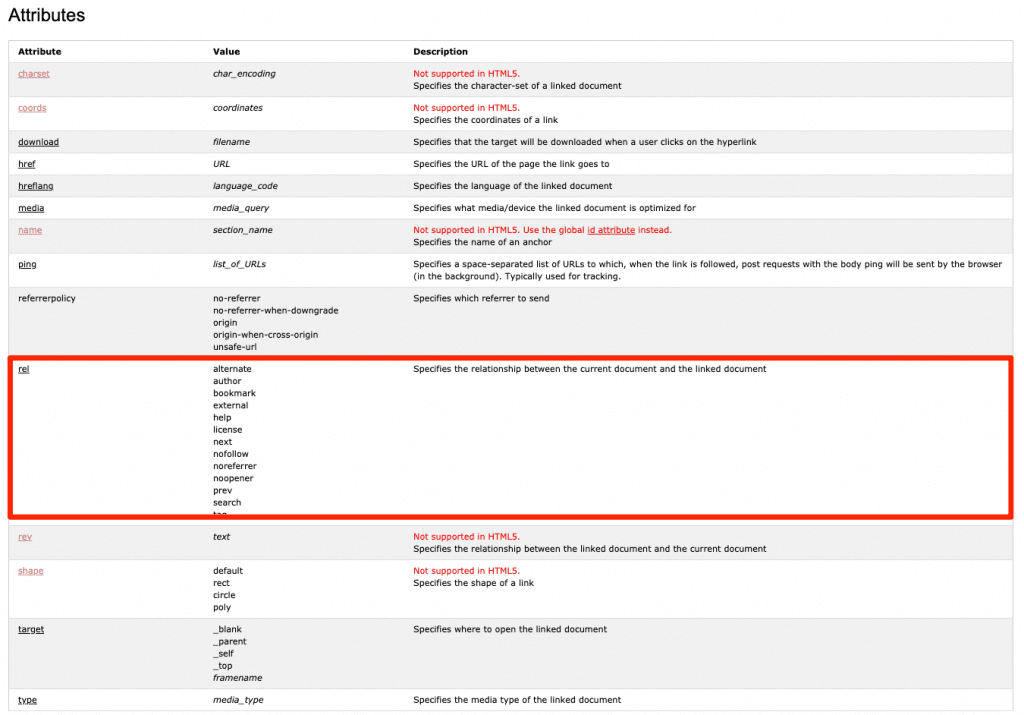 Attributes
Attribute Value Description
charset char_encoding Not supported in HTML5.
Specifies the character-set of a linked document
coords coordinates Not supported in HTML5.
Specifies the coordinates of a link
download filename Specifies that the target will be downloaded when a user clicks on the hyperlink
href URL Specifies the URL of the page the link goes to
hreflang language_code Specifies the language of the linked document
media media_query Specifies what media/device the linked document is optimized for
name section_name Not supported in HTML5. Use the global id attribute instead.
Specifies the name of an anchor
ping list_of_URLs Specifies a space-separated list of URLs to which, when the link is followed, post requests with the body ping will be sent by the browser
(in the background). Typically used for tracking.
referrerpolicy no-referrer Specifies which referrer to send
no-referrer-when-downgrade
origin
origin-when-cross-origin
unsafe-url
rel alternate Specifies the relationship between the current document and the linked document
author
bookmark
external
help
license
next
nofollow
noreferrer
noopener
prev
search
rev text Not supported in HTML5.
Specifies the relationship between the linked document and the current document
shape default Not supported in HTML5.
rect Specifies the shape of a link
circle
poly
target _blank Specifies where to open the linked document
_parent
_self
_top
framename
type media_type Specifies the media type of the linked document